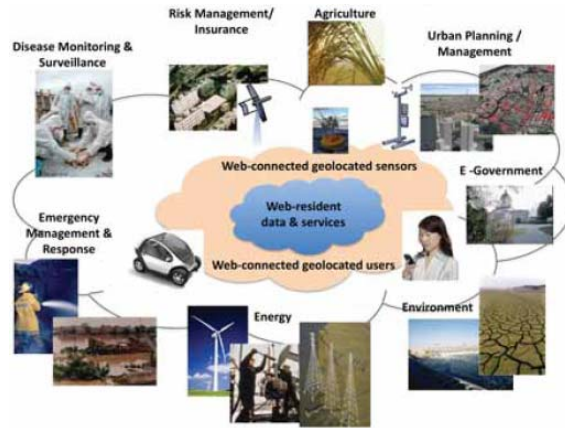 Risk Management/
Insurance
Agriculture
Urban Planning /
Management
Disease Monitoring &
Surveillance
Web-connected geolocated sensors
E -Government
Web-resident
data & services
Emergency
Management &
Response
Web-connected geolocated users
Energy
Environment